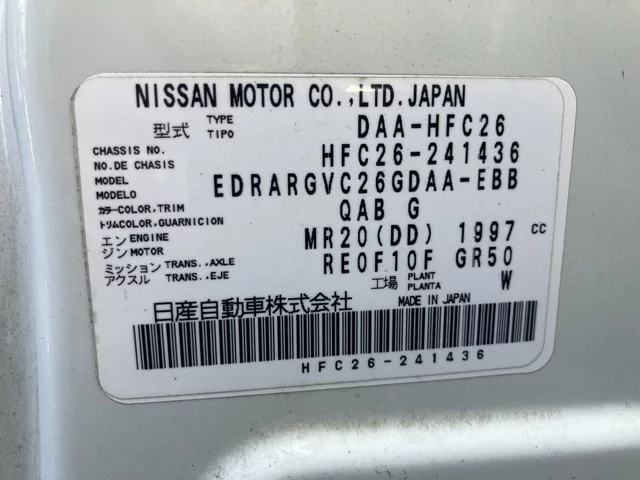 NISSAN MOTOR CO.,LTD.JAPAN
型式 TYPE TIPO DAA-HFC26
CHASSIS NO. NO.DE CHASSIS HFC26-241436
MODEL MODELO EDRARGVC26GDAA-EBB
カラーCOLOR,TRIM トリムCOLOR,GUARNICION QAB G
エンジン ENGINE MOTOR MR20(DD) 1997 CC
ミッション TRANS.,AXLE アクスル TRANS.,EJE RE0F10F GR50
工場 PLANT PLANTA W
日産自動車株式会社 MADE IN JAPAN
HFC26-241436